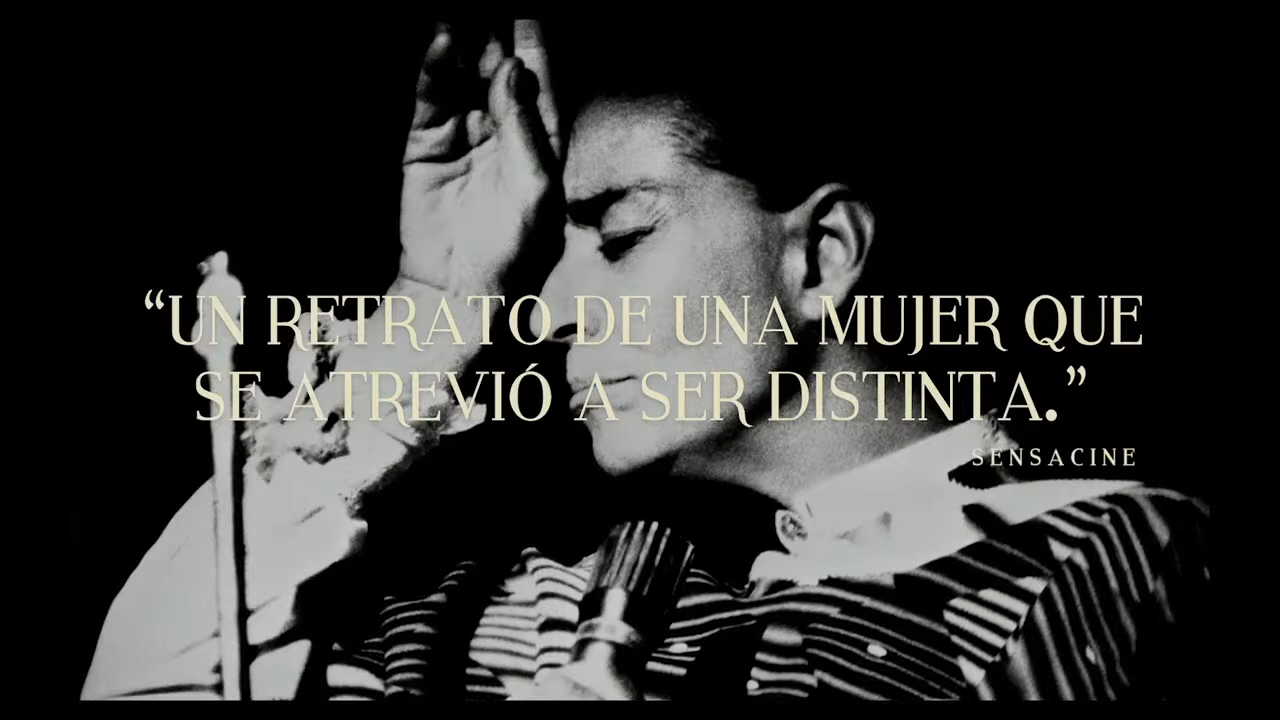 “UN RETRATO DE UNA MUJER QUE
SE ATREVIÓ A SER DISTINTA.”
SENSACINE